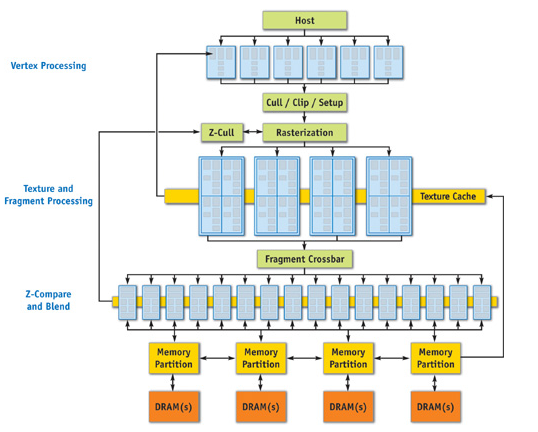 Host
Vertex Processing
Cull / Clip / Setup
Z-Cull
Rasterization
Texture and
Fragment Processing
Texture Cache
Fragment Crossbar
Z-Compare
and Blend
Memory
Partition
Memory
Partition
Memory
Partition
Memory
Partition
DRAM(s)
DRAM(s)
DRAM(s)
DRAM(s)